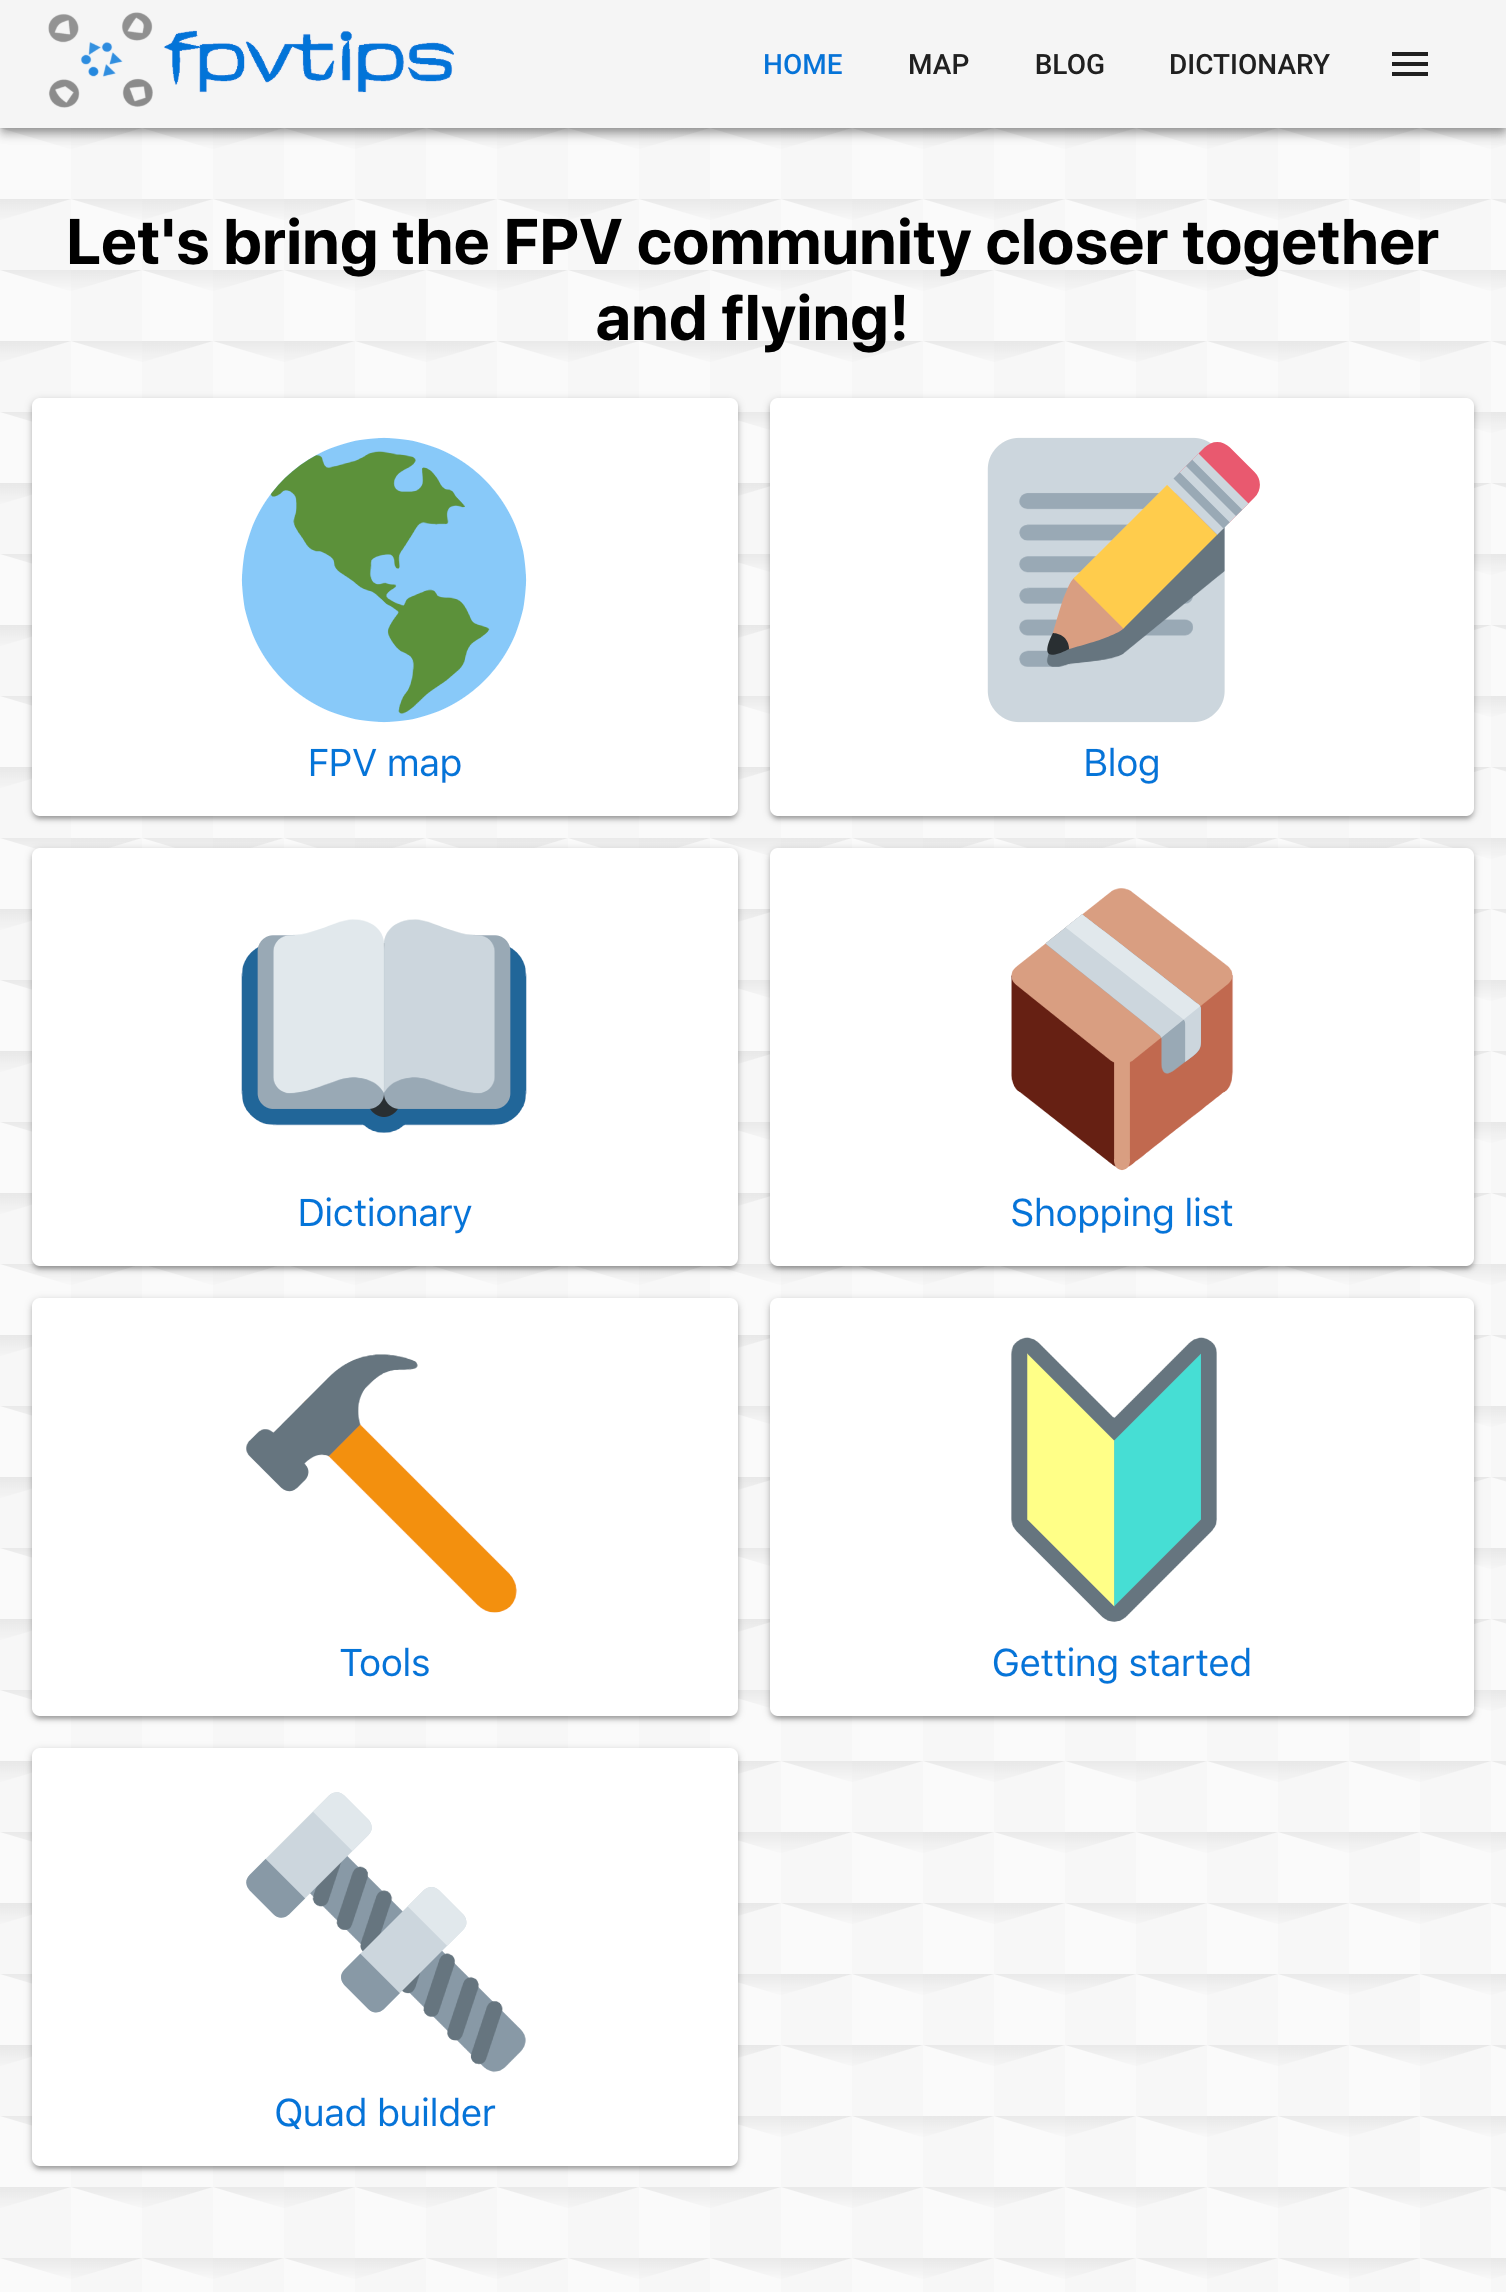 fpvtips
HOME MAP BLOG DICTIONARY
Let's bring the FPV community closer together
and flying!
FPV map
Blog
Dictionary
Shopping list
Tools
Getting started
Quad builder